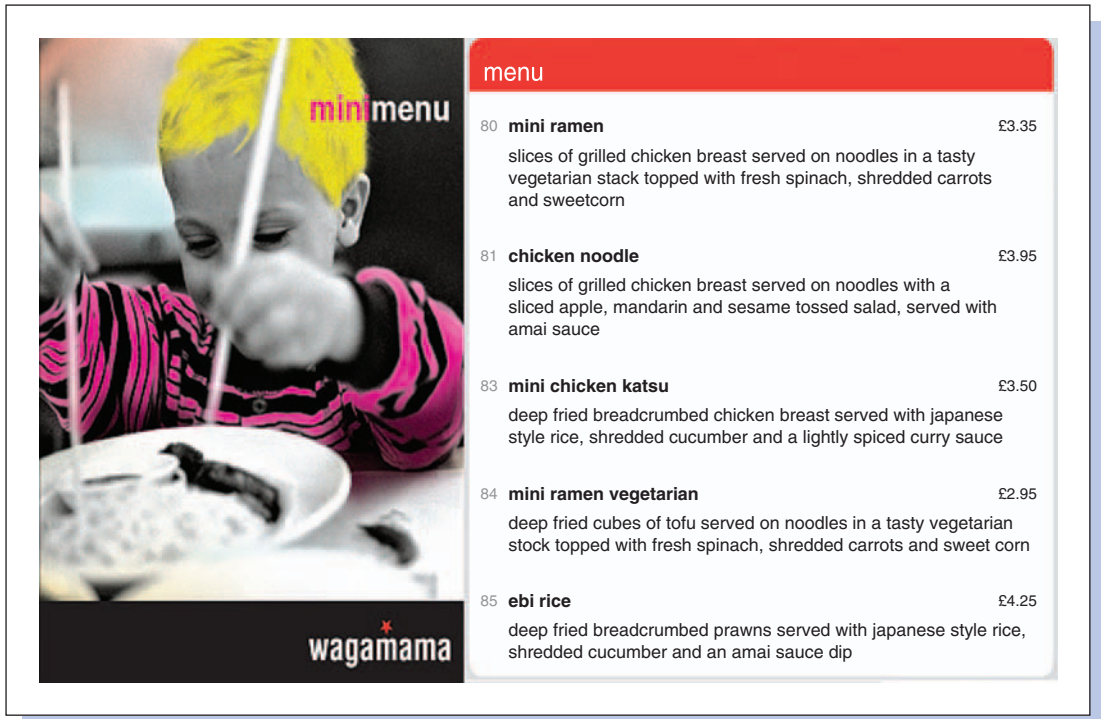 minimenu
wagamama
menu
80 mini ramen £3.35
slices of grilled chicken breast served on noodles in a tasty
vegetarian stack topped with fresh spinach, shredded carrots
and sweetcorn
81 chicken noodle £3.95
slices of grilled chicken breast served on noodles with a
sliced apple, mandarin and sesame tossed salad, served with
amai sauce
83 mini chicken katsu £3.50
deep fried breadcrumbed chicken breast served with japanese
style rice, shredded cucumber and a lightly spiced curry sauce
84 mini ramen vegetarian £2.95
deep fried cubes of tofu served on noodles in a tasty vegetarian
stock topped with fresh spinach, shredded carrots and sweet corn
85 ebi rice £4.25
deep fried breadcrumbed prawns served with japanese style rice,
shredded cucumber and an amai sauce dip